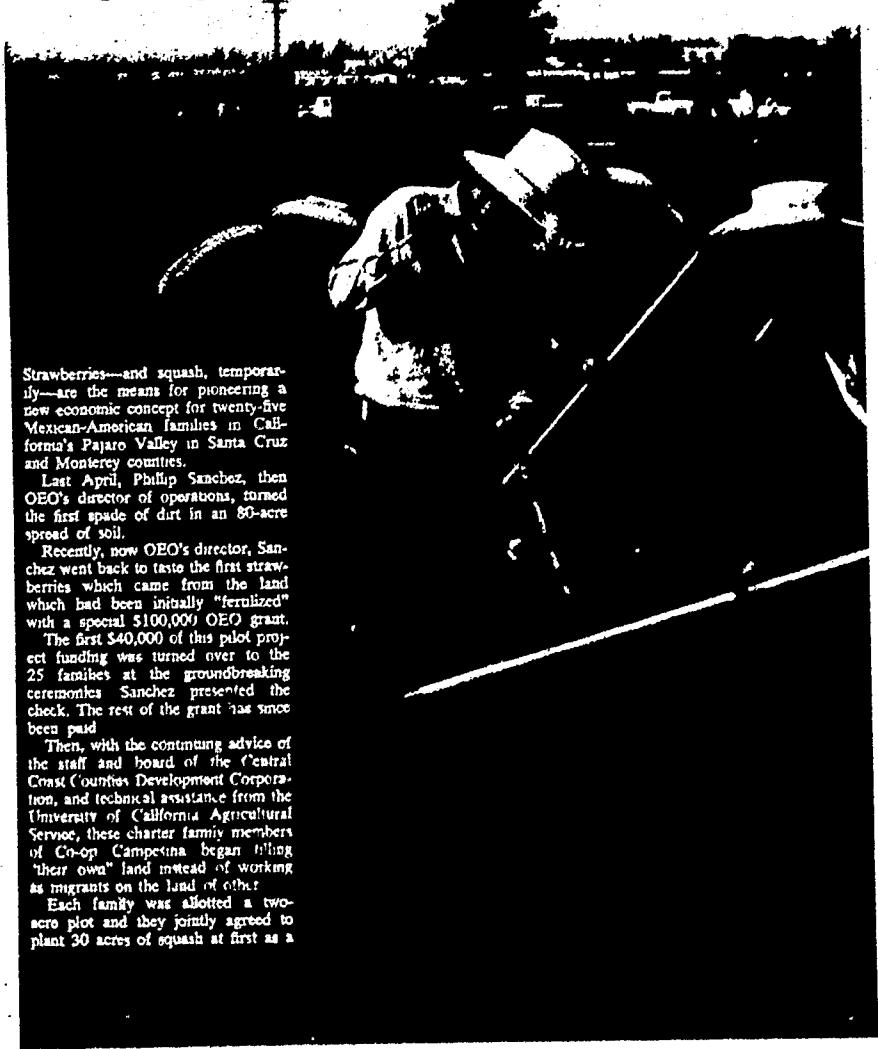 Strawberries—and squash, temporar-
ily—are the means for pioneering a
new economic concept for twenty-five
Mexican-American families in Cali-
fornia's Pajaro Valley in Santa Cruz
and Monterey counties.
Last April, Phillip Sanchez, then
OEO's director of operations, turned
the first spade of dirt in an 80-acre
spread of soil.
Recently, now OEO's director, San-
chez went back to taste the first straw-
berries which came from the land
which had been initially "fertilized"
with a special $100,000 OEO grant.
The first $40,000 of this pilot proj-
ect funding was turned over to the
25 families at the groundbreaking
ceremonies Sanchez presented the
check. The rest of the grant has since
been paid
Then, with the continuing advice of
the staff and board of the Central
Coast Counties Development Corpora-
tion, and technical assistance from the
University of California Agricultural
Service, these charter family members
of Co-op Campesina began tilling
"their own" land instead of working
as migrants on the land of other
Each family was allotted a two-
acre plot and they jointly agreed to
plant 30 acres of squash at first as a